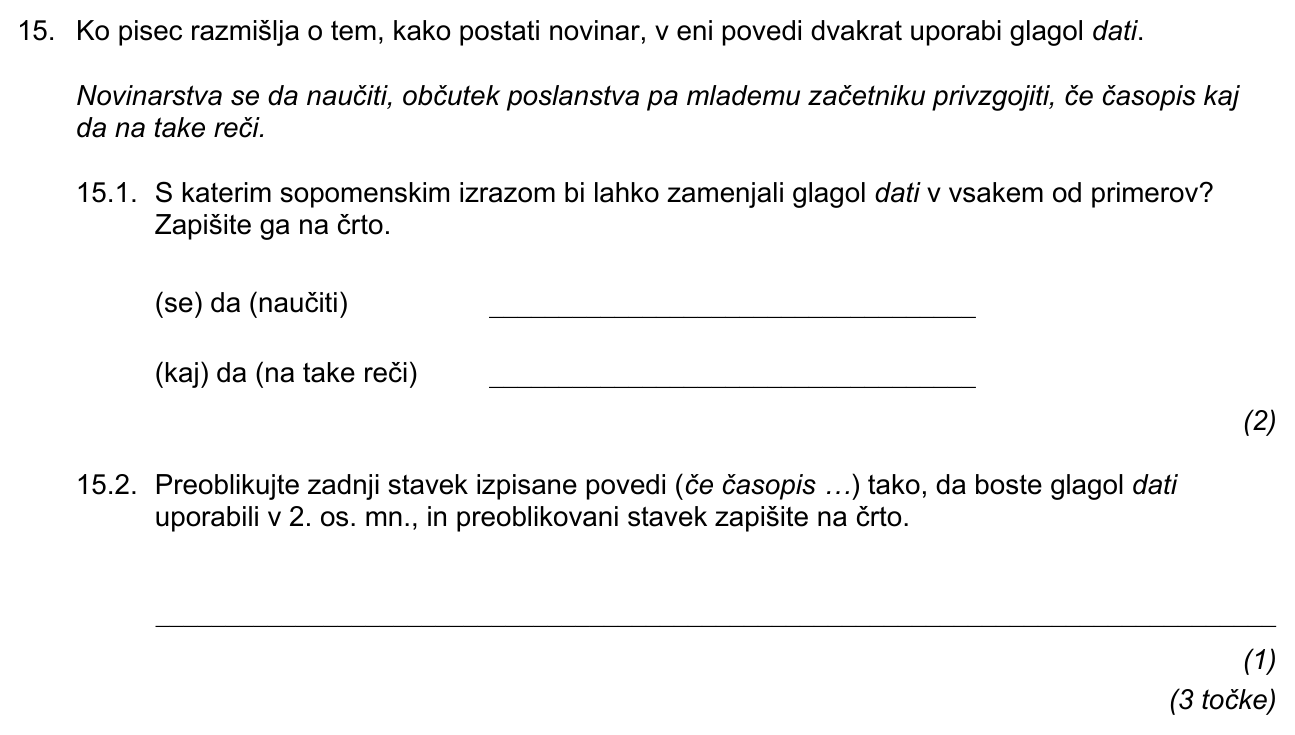 15. Ko pisec razmišlja o tem, kako postati novinar, v eni povedi dvakrat uporabi glagol dati.
Novinarstva se da naučiti, občutek poslanstva pa mlademu začetniku privzgojiti, če časopis kaj
da na take reči.
15.1. S katerim sopomenskim izrazom bi lahko zamenjali glagol dati v vsakem od primerov?
Zapišite ga na črto.
(se) da (naučiti)
(kaj) da (na take reči)
(2)
15.2. Preoblikujte zadnji stavek izpisane povedi (če časopis …) tako, da boste glagol dati
uporabili v 2. os. mn., in preoblikovani stavek zapišite na črto.
(1)
(3 točke)